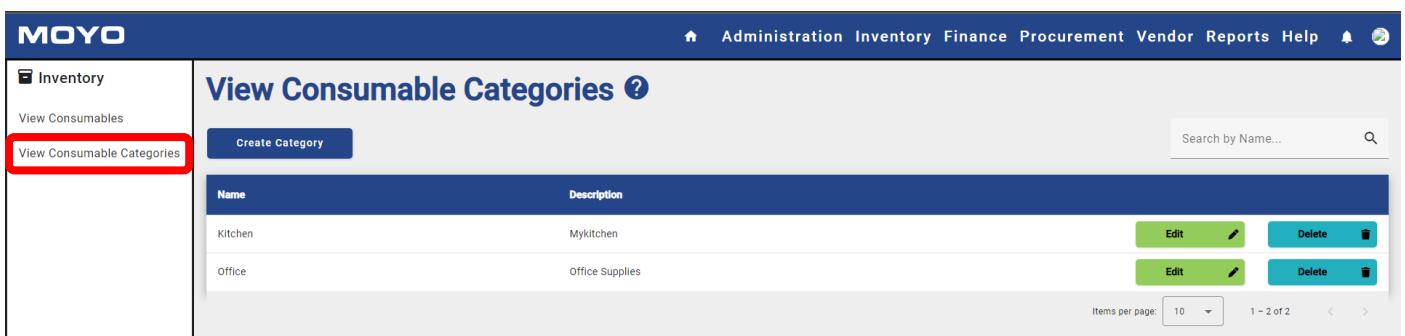 MOYO
Administration Inventory Finance Procurement Vendor Reports Help
Inventory
View Consumables
View Consumable Categories
View Consumable Categories ?
Create Category
Search by Name...
Name Description
Kitchen Mykitchen Edit Delete
Office Office Supplies Edit Delete
Items per page: 10 1 – 2 of 2